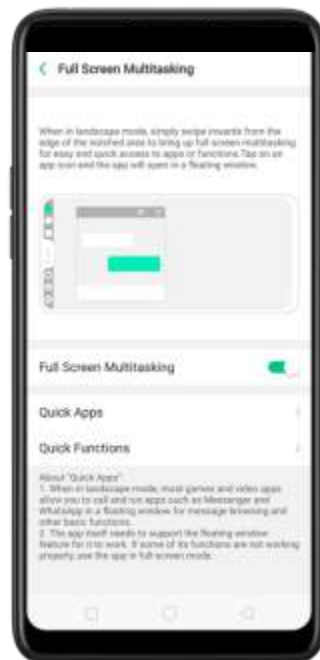 Full Screen Multitasking
When in landscape mode, simply swipe inwards from the
edge of the notched area to bring up full screen multitasking
for easy and quick access to apps or functions. Tap on an
app icon and the app will open in a floating window.
Full Screen Multitasking
Quick Apps
Quick Functions
About "Quick Apps":
1. When in landscape mode, most games and video apps
allow you to call and run apps such as Messenger and
WhatsApp in a floating window for message browsing and
other basic functions.
2. The app itself needs to support the floating window
feature for it to work. If some of its functions are not working
properly, use the app in full screen mode.